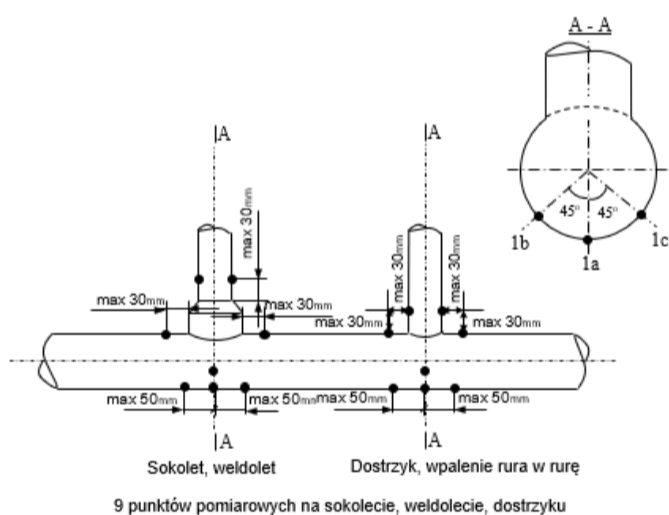 A - A
45°
45°
1b
1a
1c
A
A
max 30mm
max 30mm
max 30mm
max 30mm
max 30mm
max 30mm
max 30mm
max 50mm
max 50mm
max 50mm
max 50mm
A
A
Sokolet, weldolet
Dostrzyk, wpalenie rura w rurę
9 punktów pomiarowych na sokolecie, weldolecie, dostrzyku